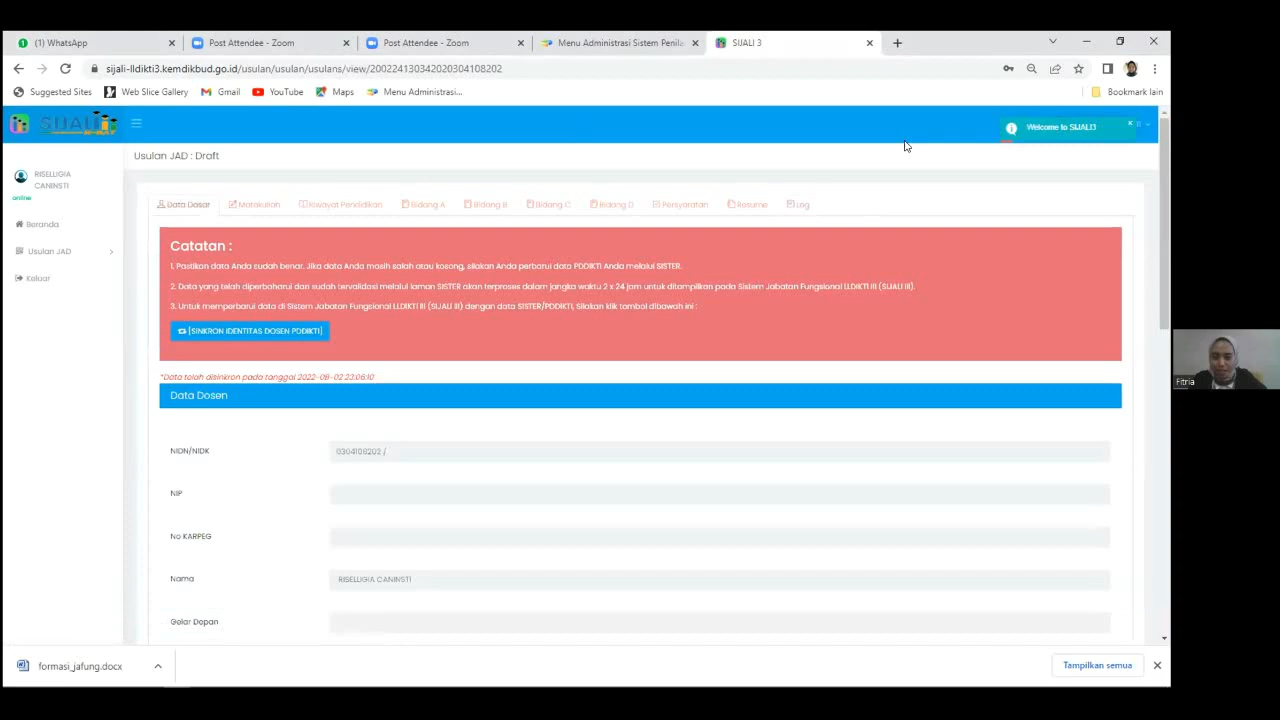 (1) WhatsApp
Post Attendee - Zoom
Post Attendee - Zoom
Menu Administrasi Sistem Penila
SIJALI 3
sijali-lldikti3.kemdikbud.go.id/usulan/usulan/usulans/view/200224130342020304108202
Suggested Sites
Web Slice Gallery
Gmail
YouTube
Maps
Menu Administrasi...
Bookmark lain
SIJALI
Welcome to SIJALI3
RISELLIGIA
CANINSTI
online
Beranda
Usulan JAD
Keluar
Usulan JAD : Draft
Data Dasar
Matakuliah
Riwayat Pendidikan
Bidang A
Bidang B
Bidang C
Bidang D
Persyaratan
Resume
Log
Catatan :
1. Pastikan data Anda sudah benar. Jika data Anda masih salah atau kosong, silakan Anda perbarui data PDDIKTI Anda melalui SISTER.
2. Data yang telah diperbaharui dan sudah tervalidasi melalui laman SISTER akan terproses dalam jangka waktu 2 x 24 jam untuk ditampilkan pada Sistem Jabatan Fungsional LLDIKTI III (SIJALI III).
3. Untuk memperbarui data di Sistem Jabatan Fungsional LLDIKTI III (SIJALI III) dengan data SISTER/PDDIKTI, Silakan klik tombol dibawah ini :
[SINKRON IDENTITAS DOSEN PDDIKTI]
*Data telah disinkron pada tanggal 2022-08-02 23:06:10
Data Dosen
NIDN/NIDK
0304108202 /
NIP
No KARPEG
Nama
RISELLIGIA CANINSTI
Gelar Depan
Fitria
formasi_jafung.docx
Tampilkan semua